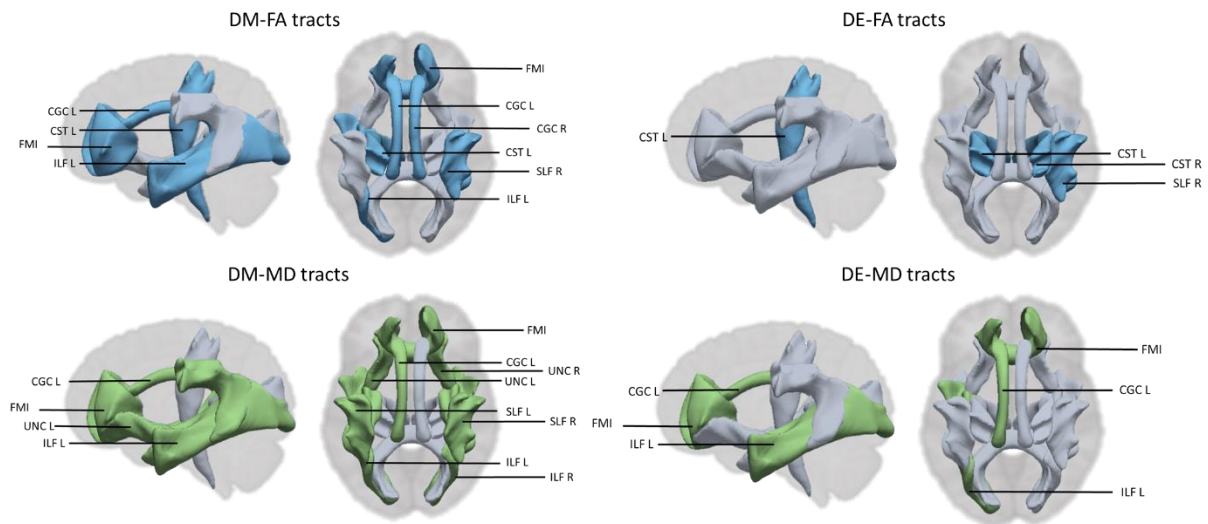 DM-FA tracts
CGC L
CST L
FMI
ILF L
FMI
CGC L
CGC R
CST L
SLF R
ILF L
DE-FA tracts
CST L
CST L
CST R
SLF R
DM-MD tracts
CGC L
FMI
UNC L
ILF L
FMI
CGC L
UNC R
UNC L
SLF L
SLF R
ILF L
ILF R
DE-MD tracts
CGC L
FMI
ILF L
FMI
CGC L
ILF L